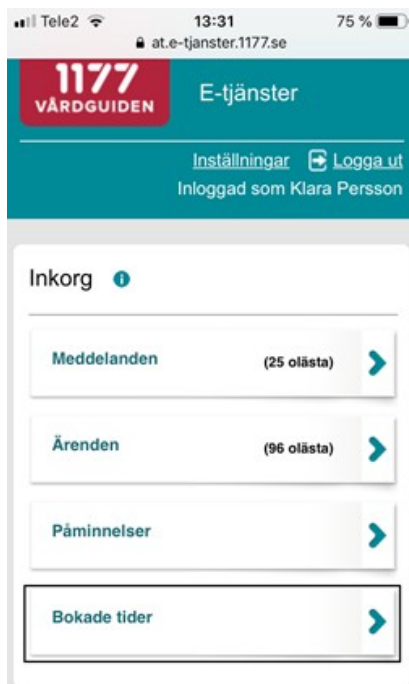 Tele2 13:31 75 %
at.e-tjanster.1177.se
1177
VÅRDGUIDEN
E-tjänster
Inställningar Logga ut
Inloggad som Klara Persson
Inkorg
Meddelanden (25 olästa)
Ärenden (96 olästa)
Påminnelser
Bokade tider